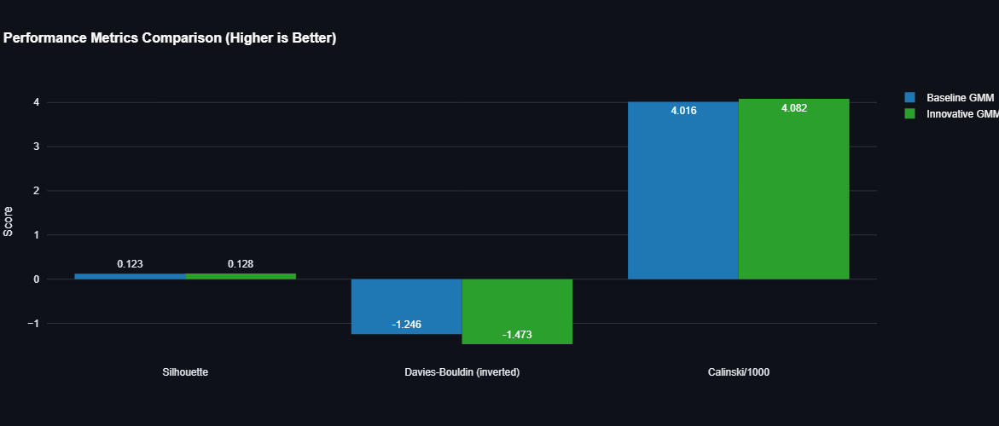 Performance Metrics Comparison (Higher is Better)
Baseline GMM
Innovative GMM
Score
4
3
2
1
0
−1
0.123
0.128
-1.246
-1.473
4.016
4.082
Silhouette
Davies-Bouldin (inverted)
Calinski/1000